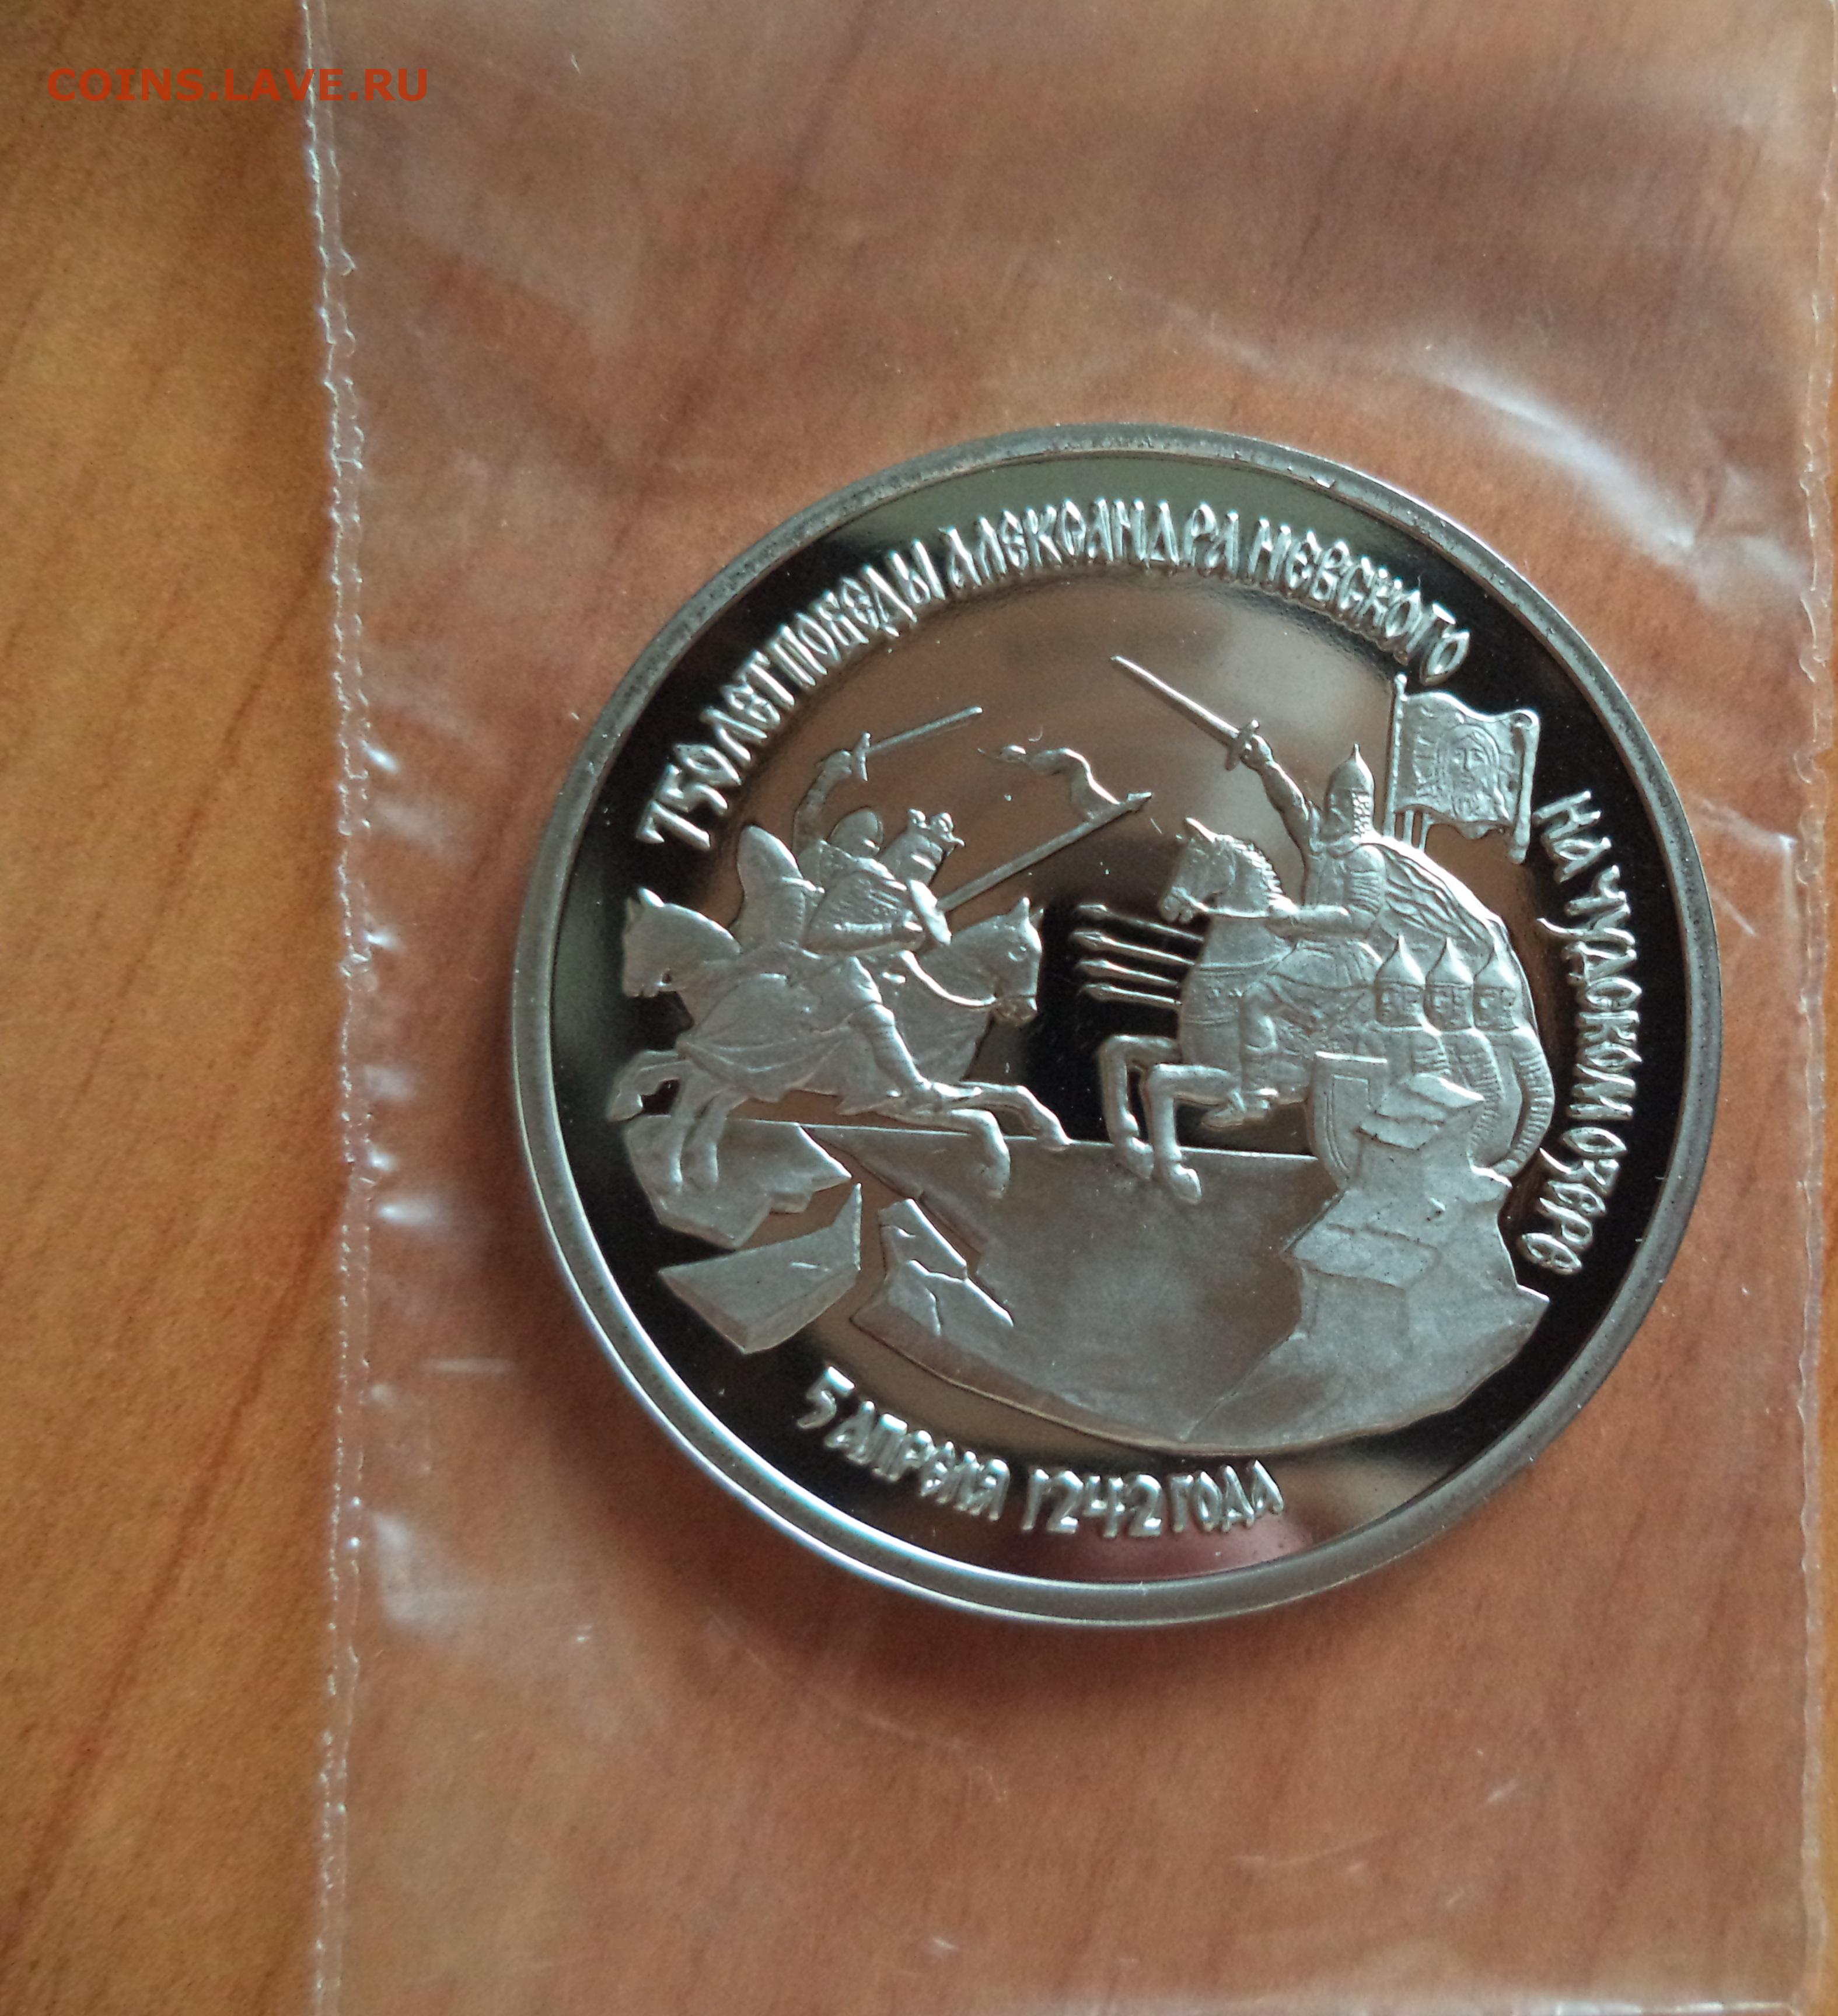 COINS.LAVE.RU
750 ЛЕТ ПОБЕДЫ АЛЕКСАНДРА НЕВСКОГО
НА ЧУДСКОМ ОЗЕРЕ
5 АПРЕЛЯ 1242 ГОДА